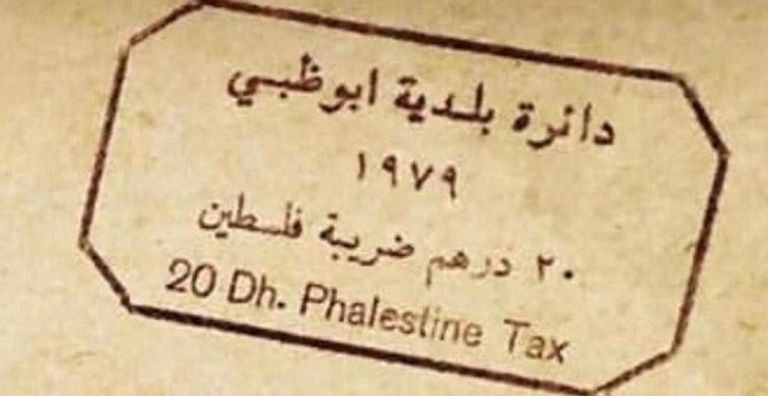 دائرة بلدية ابوظبي
١٩٧٩
٢٠ درهم ضريبة فلسطين
20 Dh. Phalestine Tax